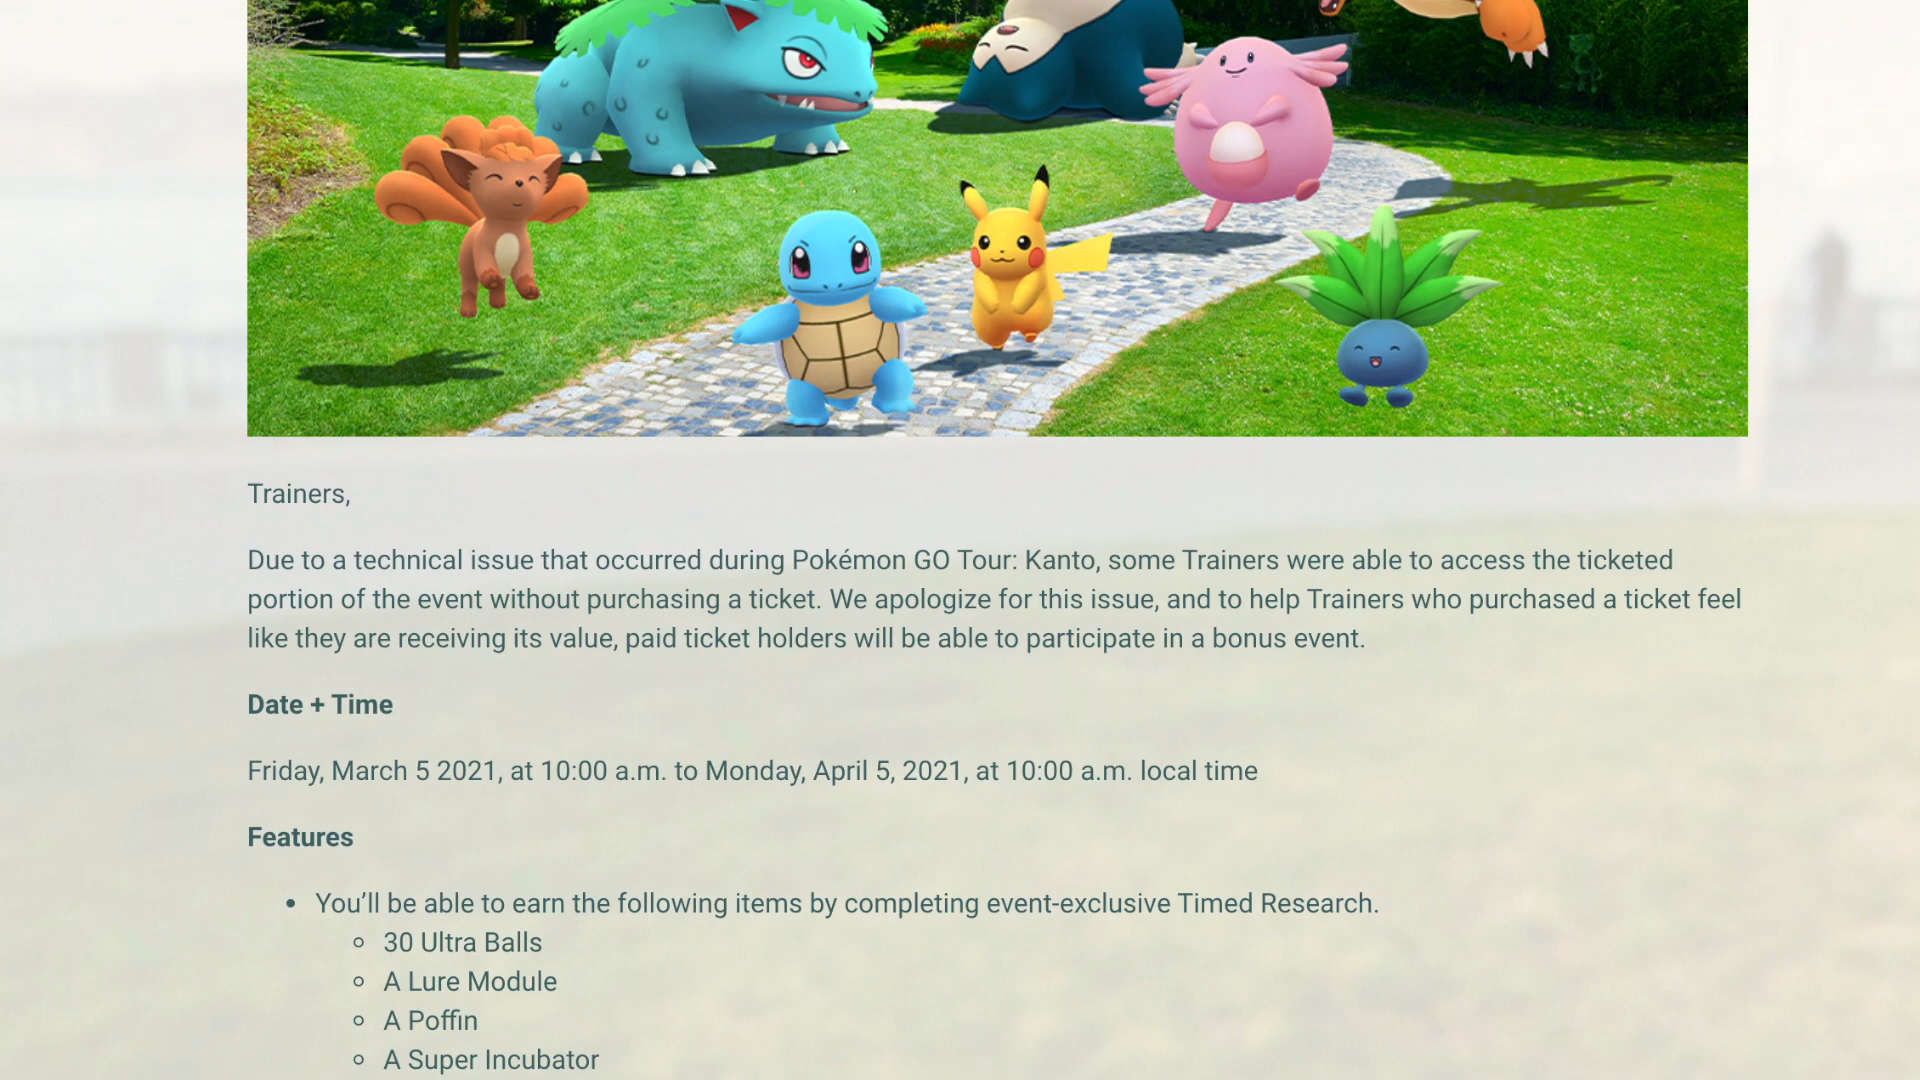 Trainers,
Due to a technical issue that occurred during Pokémon GO Tour: Kanto, some Trainers were able to access the ticketed
portion of the event without purchasing a ticket. We apologize for this issue, and to help Trainers who purchased a ticket feel
like they are receiving its value, paid ticket holders will be able to participate in a bonus event.
Date + Time
Friday, March 5 2021, at 10:00 a.m. to Monday, April 5, 2021, at 10:00 a.m. local time
Features
• You’ll be able to earn the following items by completing event-exclusive Timed Research.
◦ 30 Ultra Balls
◦ A Lure Module
◦ A Poffin
◦ A Super Incubator